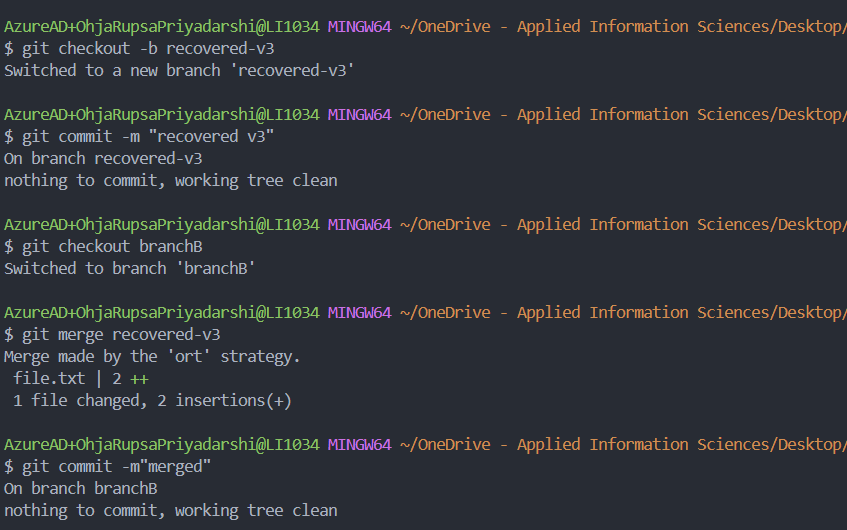 AzureAD+OhjaRupsaPriyadarshi@LI1034 MINGW64 ~/OneDrive - Applied Information Sciences/Desktop/
$ git checkout -b recovered-v3
Switched to a new branch 'recovered-v3'
AzureAD+OhjaRupsaPriyadarshi@LI1034 MINGW64 ~/OneDrive - Applied Information Sciences/Desktop/
$ git commit -m "recovered v3"
On branch recovered-v3
nothing to commit, working tree clean
AzureAD+OhjaRupsaPriyadarshi@LI1034 MINGW64 ~/OneDrive - Applied Information Sciences/Desktop/
$ git checkout branchB
Switched to branch 'branchB'
AzureAD+OhjaRupsaPriyadarshi@LI1034 MINGW64 ~/OneDrive - Applied Information Sciences/Desktop/
$ git merge recovered-v3
Merge made by the 'ort' strategy.
 file.txt | 2 ++
 1 file changed, 2 insertions(+)
AzureAD+OhjaRupsaPriyadarshi@LI1034 MINGW64 ~/OneDrive - Applied Information Sciences/Desktop/
$ git commit -m"merged"
On branch branchB
nothing to commit, working tree clean